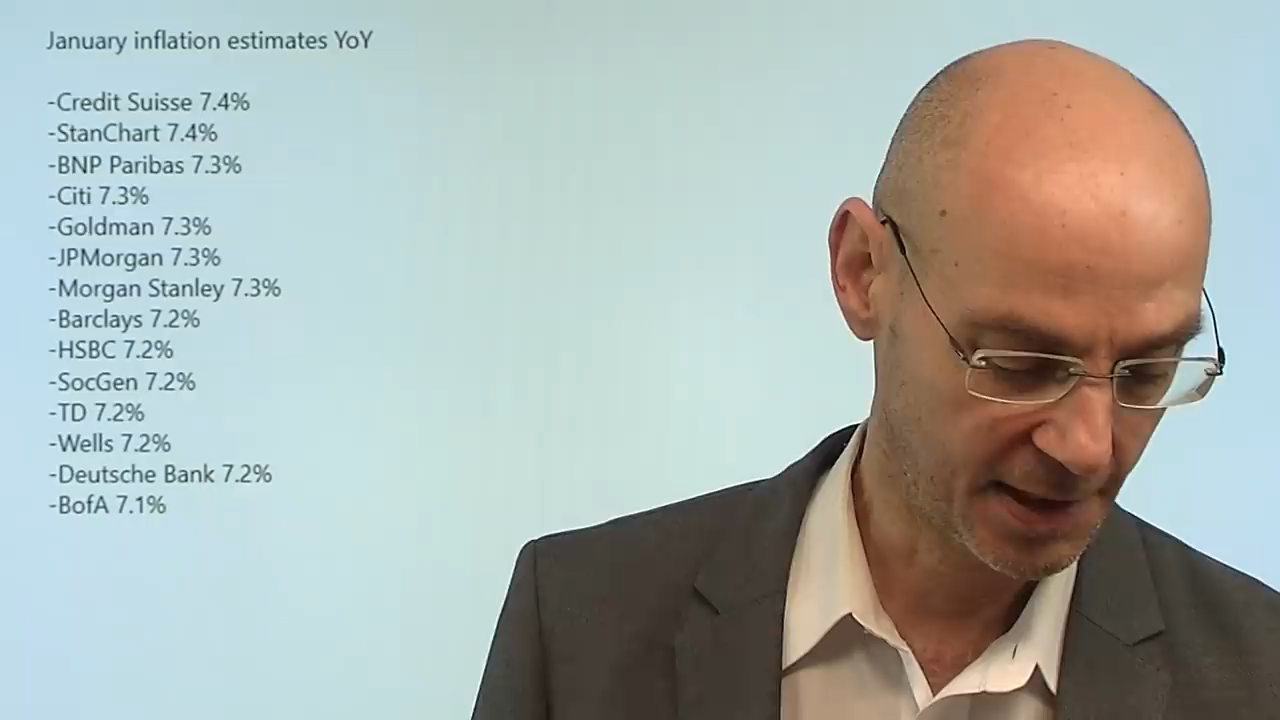 January inflation estimates YoY
-Credit Suisse 7.4%
-StanChart 7.4%
-BNP Paribas 7.3%
-Citi 7.3%
-Goldman 7.3%
-JPMorgan 7.3%
-Morgan Stanley 7.3%
-Barclays 7.2%
-HSBC 7.2%
-SocGen 7.2%
-TD 7.2%
-Wells 7.2%
-Deutsche Bank 7.2%
-BofA 7.1%